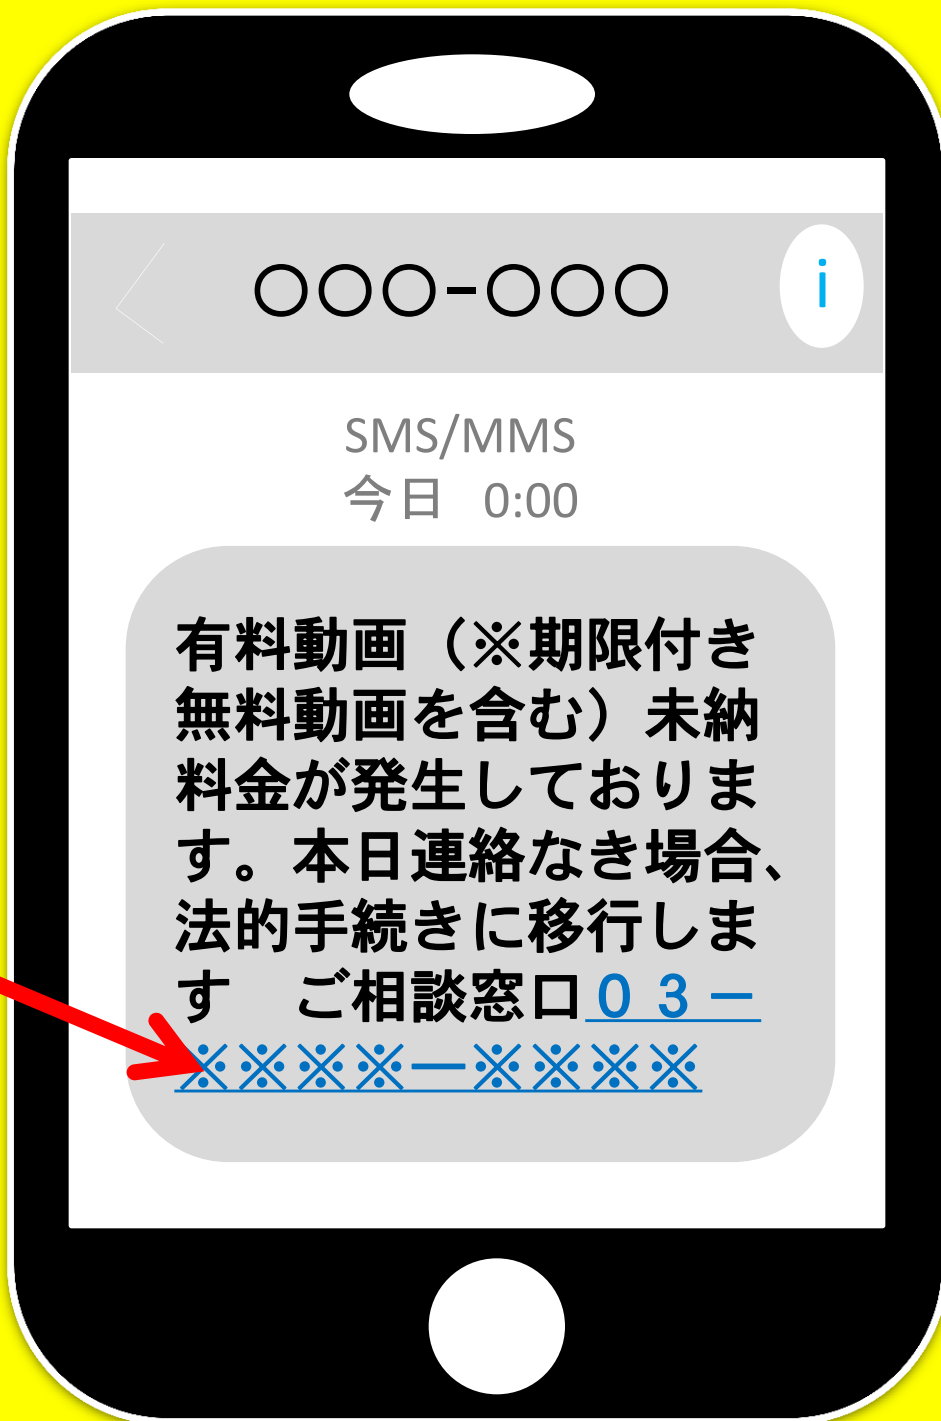 ○○○-○○○
i
SMS/MMS
今日 0:00
有料動画（※期限付き
無料動画を含む）未納
料金が発生しておりま
す。本日連絡なき場合、
法的手続きに移行しま
す　ご相談窓口０３－
※※※※―※※※※